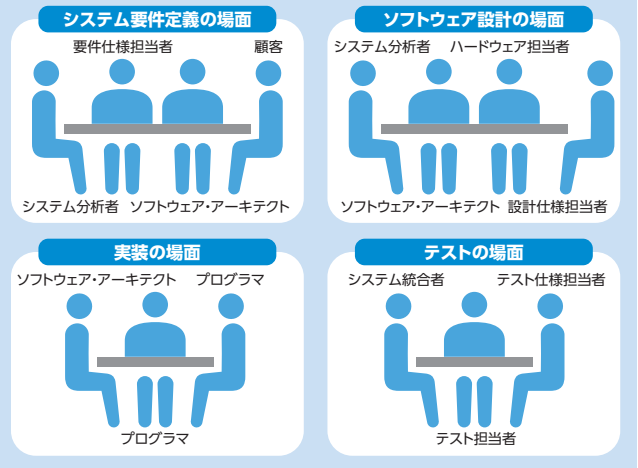 システム要件定義の場面
要件仕様担当者 顧客
システム分析者 ソフトウェア・アーキテクト
ソフトウェア設計の場面
システム分析者 ハードウェア担当者
ソフトウェア・アーキテクト 設計仕様担当者
実装の場面
ソフトウェア・アーキテクト プログラマ
プログラマ
テストの場面
システム統合者 テスト仕様担当者
テスト担当者